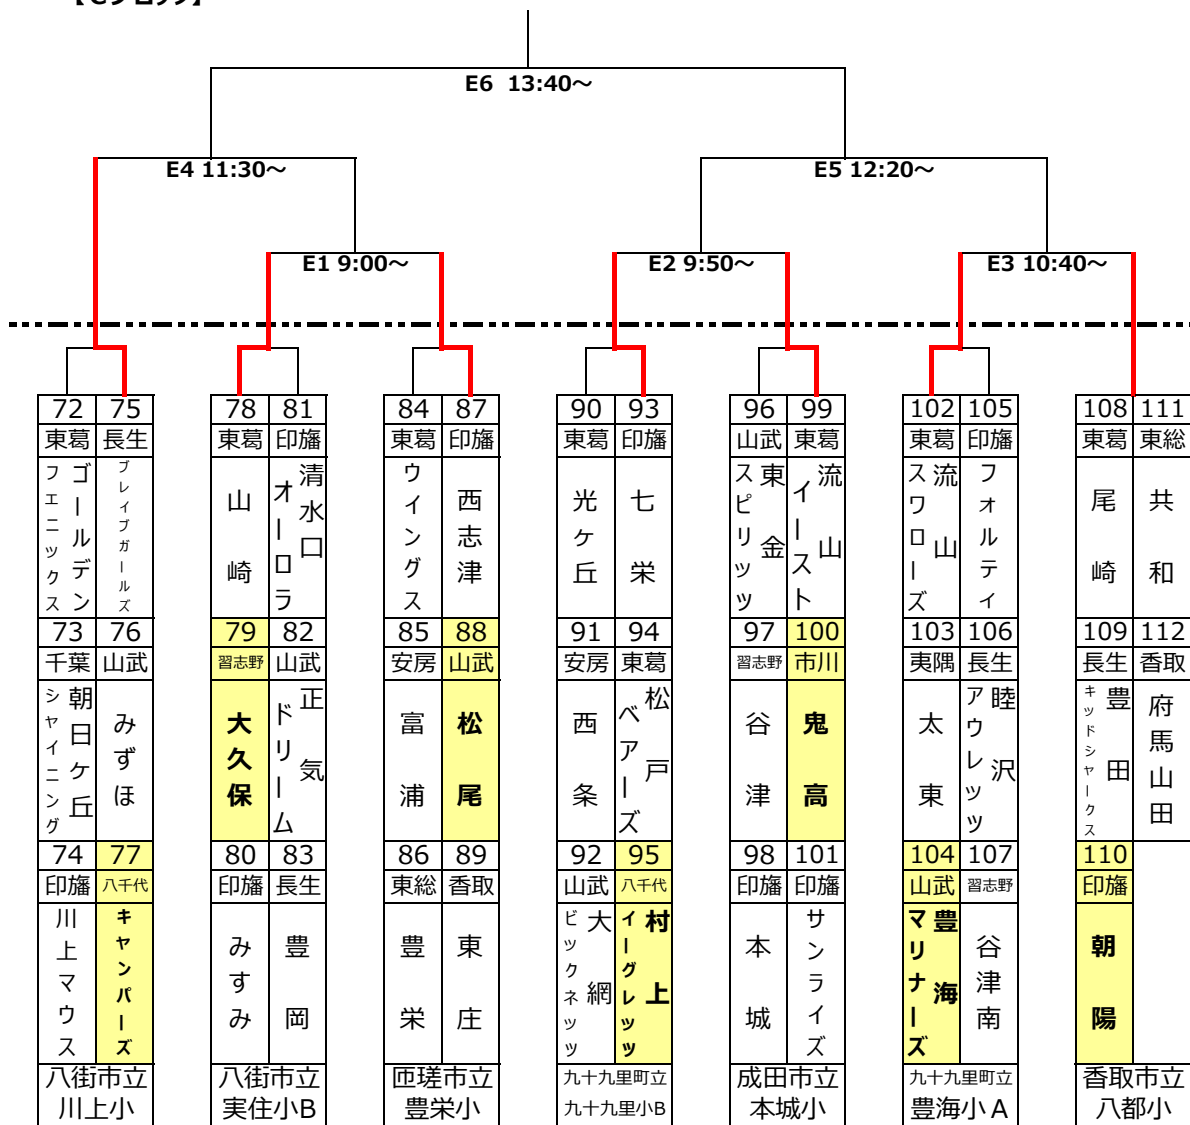 【Cブロック】
E6 13:40～
E4 11:30～
E5 12:20～
E1 9:00～
E2 9:50～
E3 10:40～
72 75 78 81 84 87 90 93 96 99 102 105 108 111
東葛 長生 東葛 印旛 東葛 印旛 東葛 印旛 山武 東葛 東葛 印旛 東葛 東総
ゴールデン
フエニックス
ブレイブガールズ
山崎
清水口
オーロラ
ウイングス
西志津
光ケ丘
七栄
東金
スピリッツ
流山
イースト
流山
スワローズ
フォルティ
尾崎
共和
73 76 79 82 85 88 91 94 97 100 103 106 109 112
千葉 山武 習志野 山武 安房 山武 安房 東葛 習志野 市川 夷隅 長生 長生 香取
朝日ケ丘
シャイニング
みずほ
大久保
正気
ドリーム
富浦
松尾
西条
松戸
ベアーズ
谷津
鬼高
太東
睦沢
アウレッツ
豊田
キッドシャークス
府馬山田
74 77 80 83 86 89 92 95 98 101 104 107 110
印旛 八千代 印旛 長生 東総 香取 山武 八千代 印旛 印旛 山武 習志野 印旛
川上マウス
キャンパーズ
みすみ
豊岡
豊栄
東庄
大網
ビックネッツ
村上
イーグレッツ
本城
サンライズ
豊海
マリナーズ
谷津南
朝陽
八街市立 八街市立 匝瑳市立 九十九里町立 成田市立 九十九里町立 香取市立
川上小 実住小B 豊栄小 九十九里小B 本城小 豊海小A 八都小